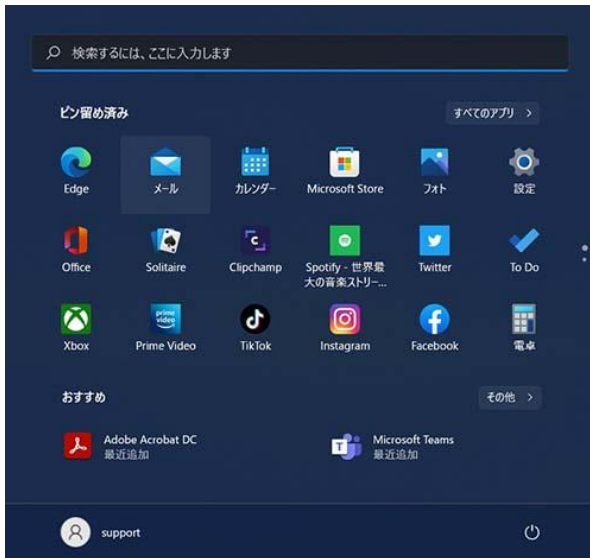 検索するには、ここに入力します
ピン留め済み
すべてのアプリ >
Edge
メール
カレンダー
Microsoft Store
フォト
設定
Office
Solitaire
Clipchamp
Spotify - 世界最
大の音楽ストリー...
Twitter
To Do
prime video
Xbox
Prime Video
TikTok
Instagram
Facebook
電卓
おすすめ
その他 >
Adobe Acrobat DC
最近追加
Microsoft Teams
最近追加
support